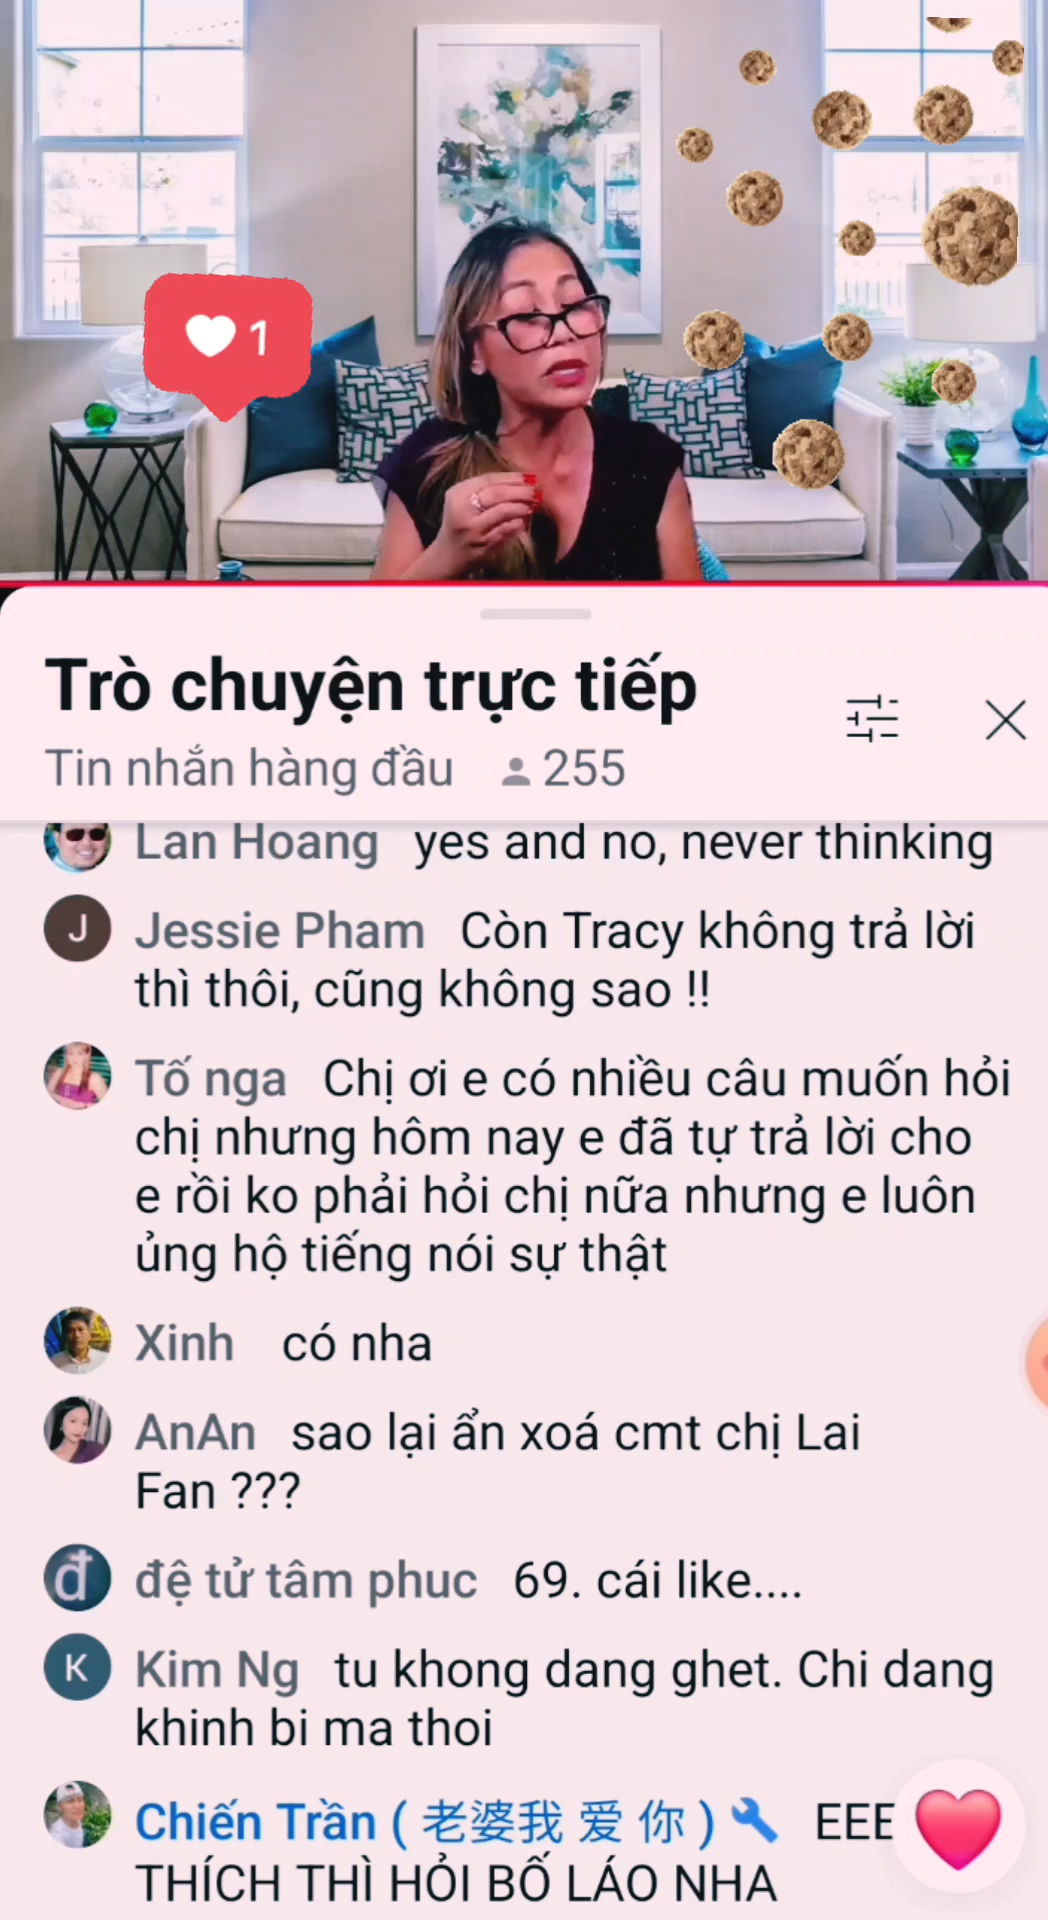 1
Trò chuyện trực tiếp
Tin nhắn hàng đầu 255
Lan Hoang yes and no, never thinking
J Jessie Pham Còn Tracy không trả lời
thì thôi, cũng không sao !!
Tố nga Chị ơi e có nhiều câu muốn hỏi
chị nhưng hôm nay e đã tự trả lời cho
e rồi ko phải hỏi chị nữa nhưng e luôn
ủng hộ tiếng nói sự thật
Xinh có nha
AnAn sao lại ẩn xoá cmt chị Lai
Fan ???
đ đệ tử tâm phuc 69. cái like....
K Kim Ng tu khong dang ghet. Chi dang
khinh bi ma thoi
Chiến Trần ( 老婆我 爱 你 ) EEE
THÍCH THÌ HỎI BỐ LÁO NHA